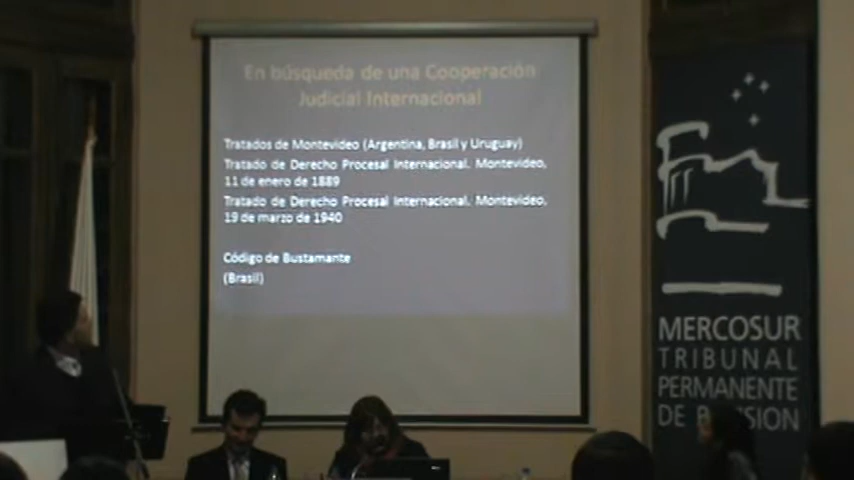 En búsqueda de una Cooperación
Judicial Internacional
Tratados de Montevideo (Argentina, Brasil y Uruguay)
Tratado de Derecho Procesal Internacional. Montevideo,
11 de enero de 1889
Tratado de Derecho Procesal Internacional. Montevideo,
19 de marzo de 1940
Código de Bustamante
(Brasil)
MERCOSUR
TRIBUNAL
PERMANENTE
DE REVISION